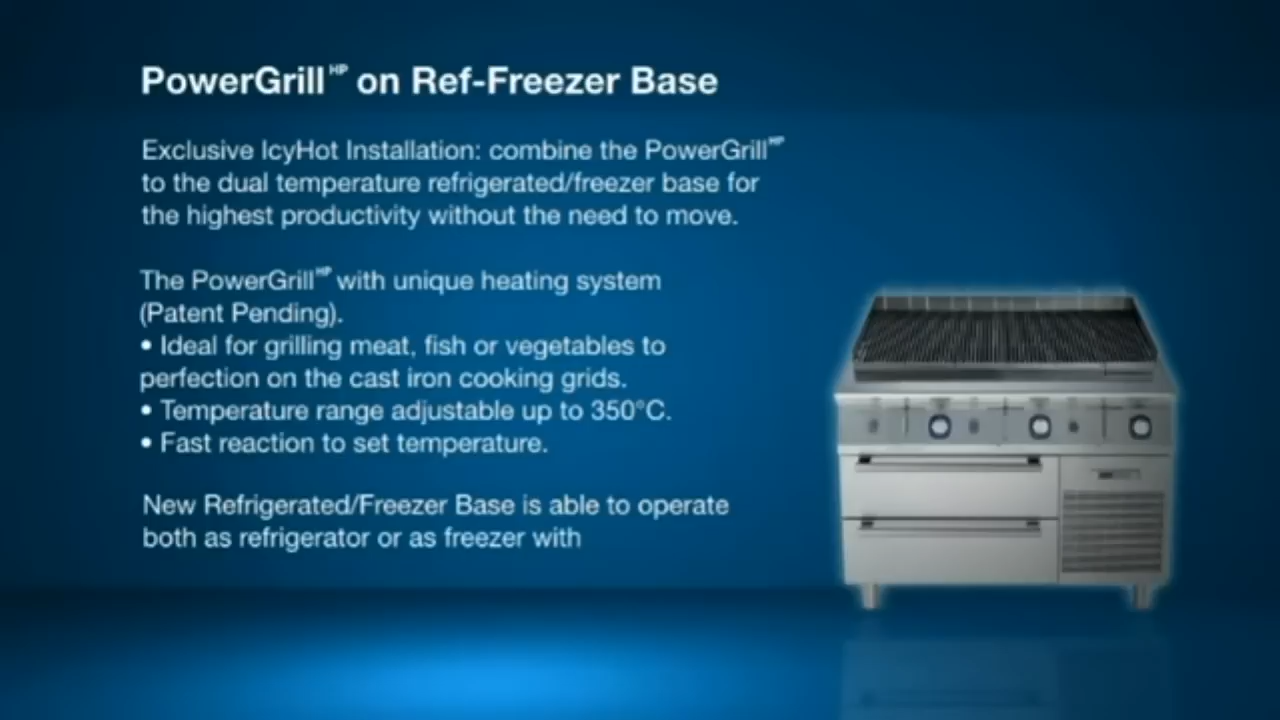 PowerGrill HP on Ref-Freezer Base
Exclusive IcyHot Installation: combine the PowerGrill HP
to the dual temperature refrigerated/freezer base for
the highest productivity without the need to move.
The PowerGrill HP with unique heating system
(Patent Pending).
• Ideal for grilling meat, fish or vegetables to
perfection on the cast iron cooking grids.
• Temperature range adjustable up to 350°C.
• Fast reaction to set temperature.
New Refrigerated/Freezer Base is able to operate
both as refrigerator or as freezer with